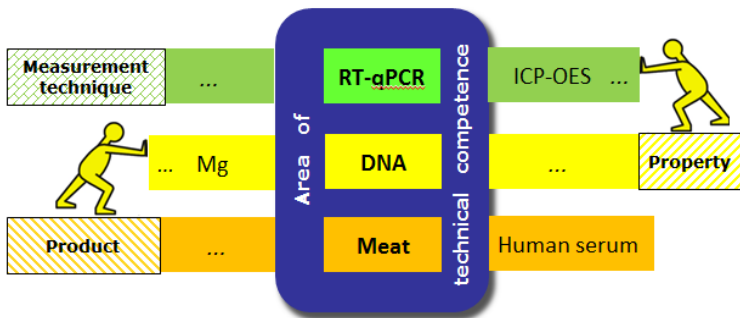 Measurement
technique
...
RT-qPCR
ICP-OES ...
... Mg
DNA
...
Property
Product
...
Meat
Human serum
Area of
technical competence